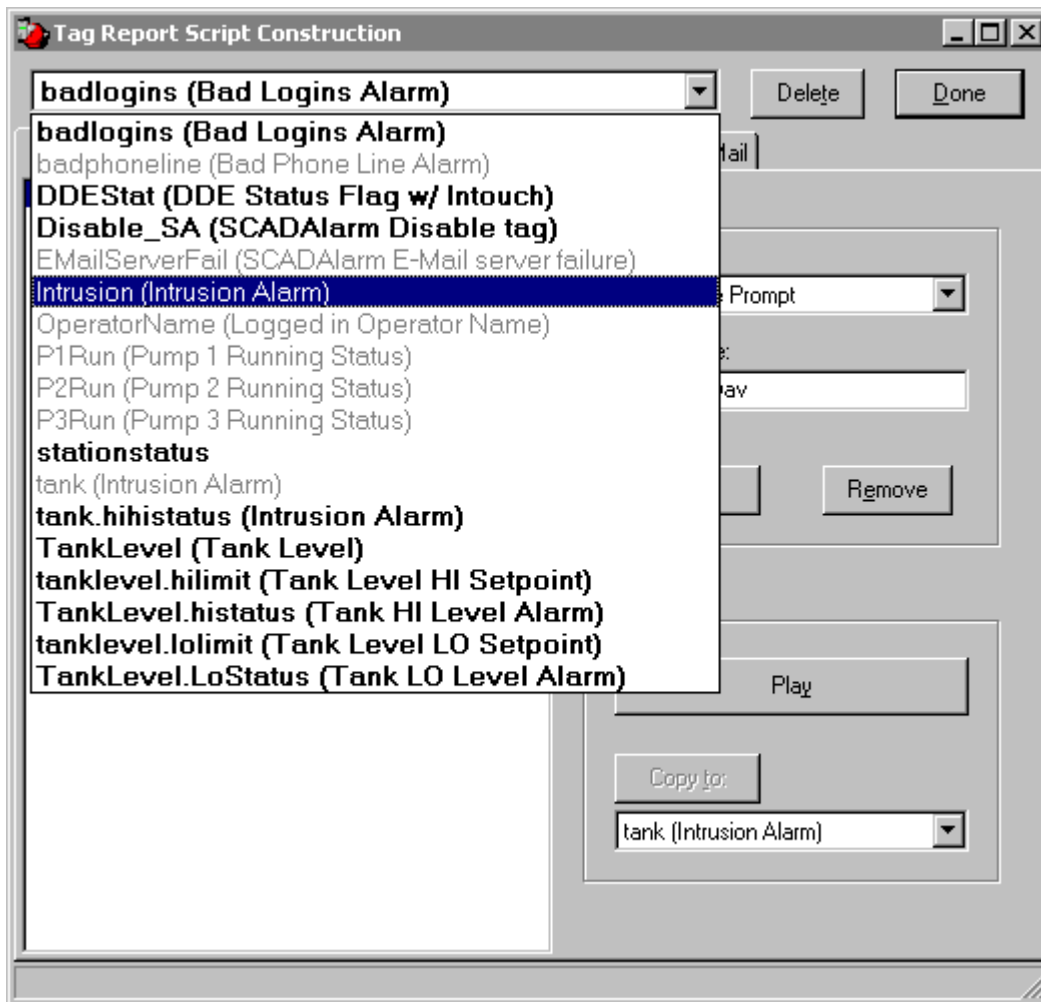 Tag Report Script Construction
badlogins (Bad Logins Alarm)
Delete
Done
badlogins (Bad Logins Alarm)
badphoneline (Bad Phone Line Alarm)
DDEStat (DDE Status Flag w/ Intouch)
Disable_SA (SCADAlarm Disable tag)
EMailServerFail (SCADAlarm E-Mail server failure)
Intrusion (Intrusion Alarm)
OperatorName (Logged in Operator Name)
P1Run (Pump 1 Running Status)
P2Run (Pump 2 Running Status)
P3Run (Pump 3 Running Status)
stationstatus
tank (Intrusion Alarm)
tank.hihistatus (Intrusion Alarm)
TankLevel (Tank Level)
tanklevel.hilimit (Tank Level HI Setpoint)
TankLevel.histatus (Tank HI Level Alarm)
tanklevel.lolimit (Tank Level LO Setpoint)
TankLevel.LoStatus (Tank LO Level Alarm)
Prompt
Remove
Play
Copy to:
tank (Intrusion Alarm)